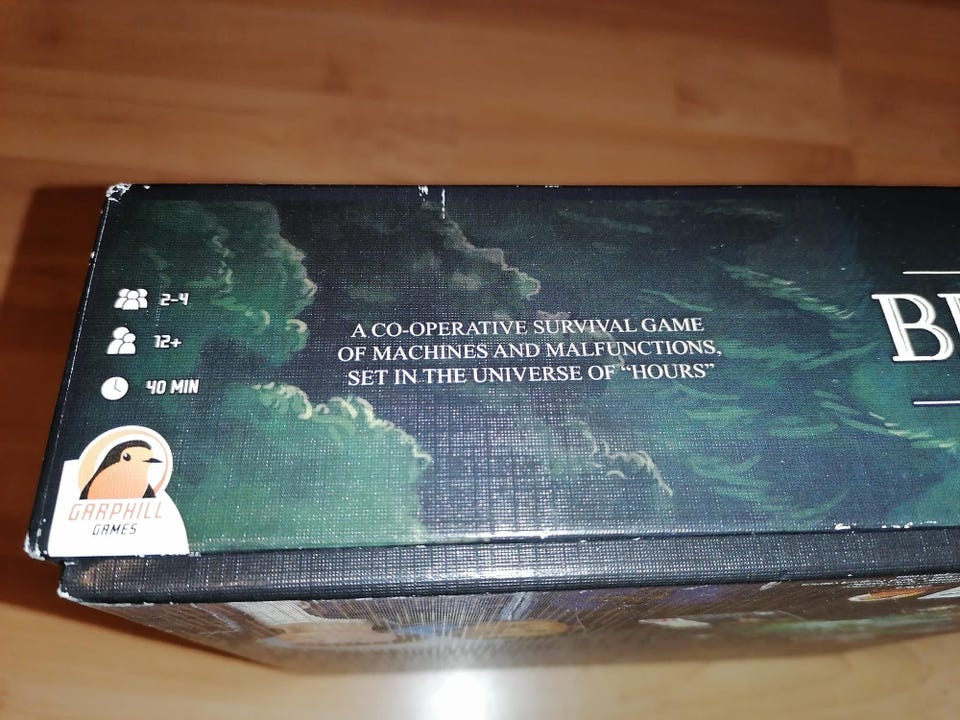 2-4
12+
40 MIN
A CO-OPERATIVE SURVIVAL GAME
OF MACHINES AND MALFUNCTIONS,
SET IN THE UNIVERSE OF “HOURS”
GARPHILL
GAMES